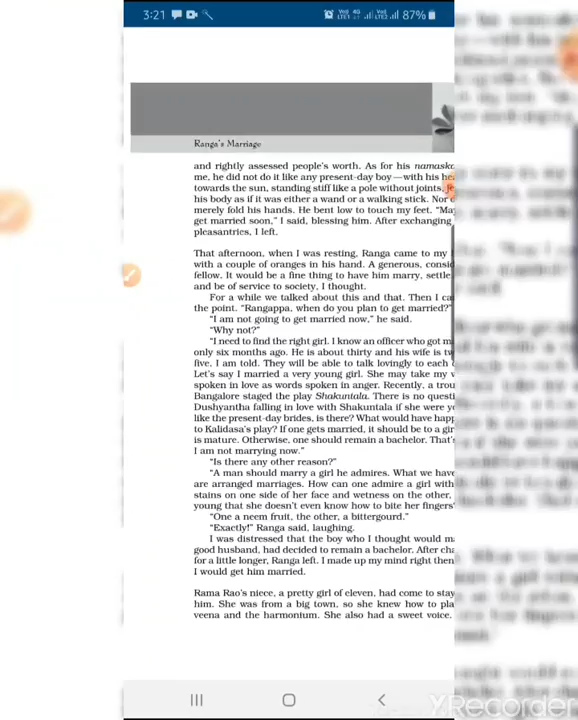 3:21
87%
Ranga's Marriage
and rightly assessed people's worth. As for his
me, he did not do it like any present-day boy—with his
towards the sun, standing stiff like a pole without joints,
his body as if it was either a wand or a walking stick. Nor
merely fold his hands. He bent low to touch my feet.
get married soon," I said, blessing him. After exchanging
pleasantries, I left.
That afternoon, when I was resting, Ranga came to my
with a couple of oranges in his hand. A generous,
fellow. It would be a fine thing to have him marry, settle
and be of service to society, I thought.
For a while we talked about this and that. Then I
the point. "Rangappa, when do you plan to get married?"
"I am not going to get married now," he said.
"Why not?"
"I need to find the right girl. I know an officer who got
only six months ago. He is about thirty and his wife is
five, I am told. They will be able to talk lovingly to each
Let's say I married a very young girl. She may take my
spoken in love as words spoken in anger. Recently, a
Bangalore staged the play Shakuntala. There is no
Dushyantha falling in love with Shakuntala if she were
like the present-day brides, is there? What would have
to Kalidasa's play? If one gets married, it should be to a
is mature. Otherwise, one should remain a bachelor. That's
I am not marrying now."
"Is there any other reason?"
"A man should marry a girl he admires. What we have
are arranged marriages. How can one admire a girl with
stains on one side of her face and wetness on the other,
young that she doesn't even know how to bite her fingers
"One a neem fruit, the other, a bittergourd."
"Exactly!" Ranga said, laughing.
I was distressed that the boy who I thought would
good husband, had decided to remain a bachelor. After
for a little longer, Ranga left. I made up my mind right then
I would get him married.
Rama Rao's niece, a pretty girl of eleven, had come to stay
him. She was from a big town, so she knew how to
veena and the harmonium. She also had a sweet voice.
YRecorder